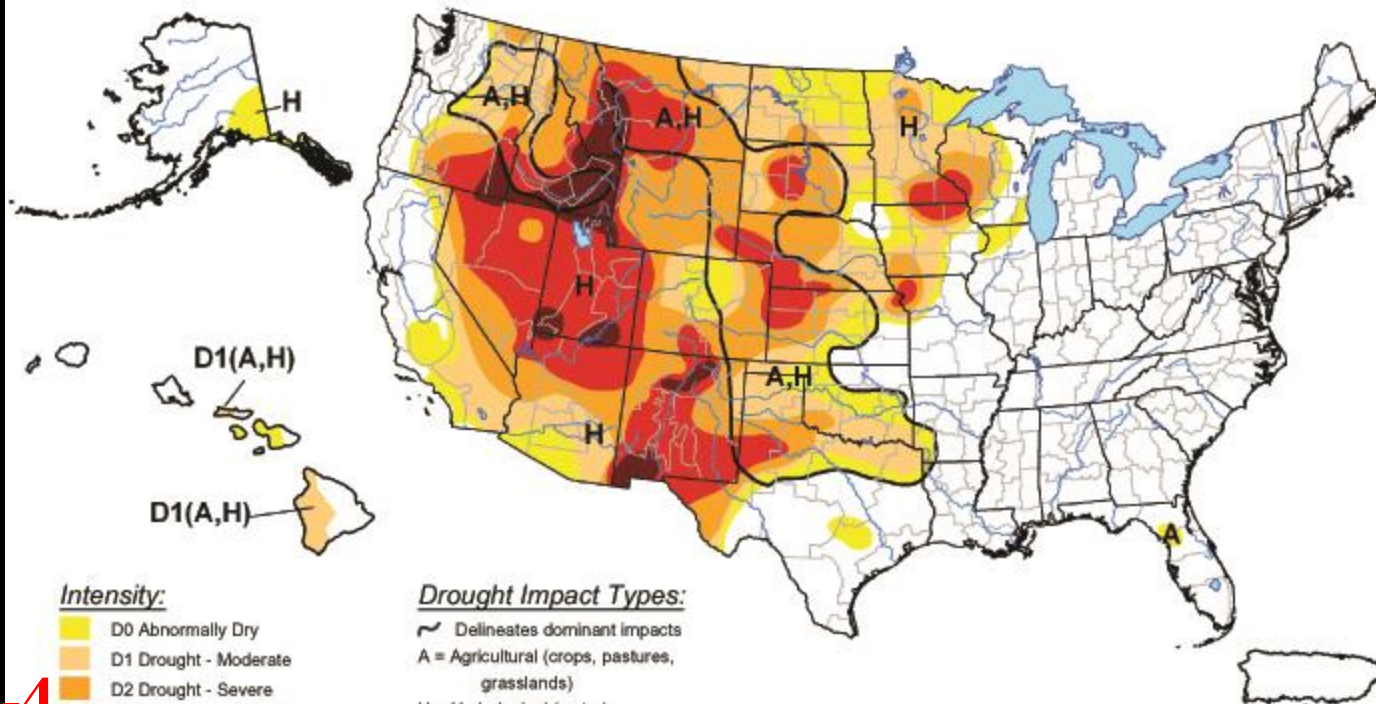 H
A,H
A,H
H
H
D1(A,H)
A,H
H
D1(A,H)
A
Intensity:
D0 Abnormally Dry
D1 Drought - Moderate
D2 Drought - Severe
Drought Impact Types:
Delineates dominant impacts
A = Agricultural (crops, pastures,
grasslands)
4